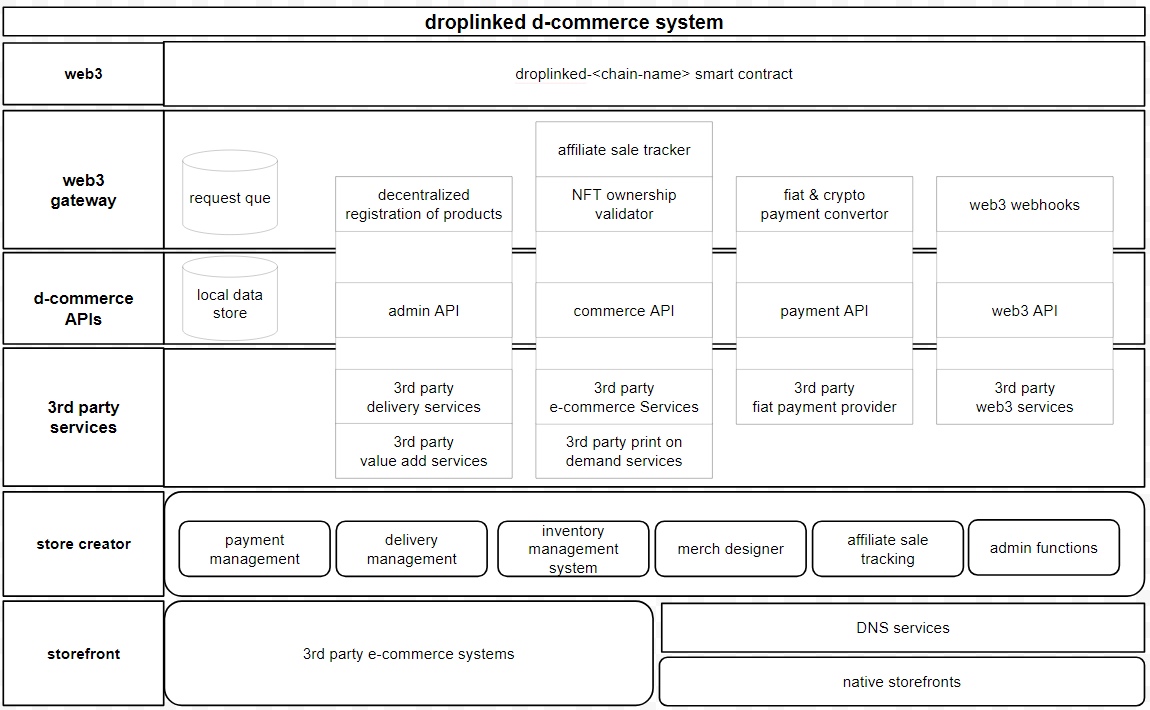 droplinked d-commerce system
web3
droplinked-<chain-name> smart contract
web3
gateway
request que
decentralized
registration of products
affiliate sale tracker
NFT ownership
validator
fiat & crypto
payment convertor
web3 webhooks
d-commerce
APIs
local data
store
admin API
commerce API
payment API
web3 API
3rd party
services
3rd party
delivery services
3rd party
value add services
3rd party
e-commerce Services
3rd party print on
demand services
3rd party
fiat payment provider
3rd party
web3 services
store creator
payment
management
delivery
management
inventory
management
system
merch designer
affiliate sale
tracking
admin functions
storefront
3rd party e-commerce systems
DNS services
native storefronts